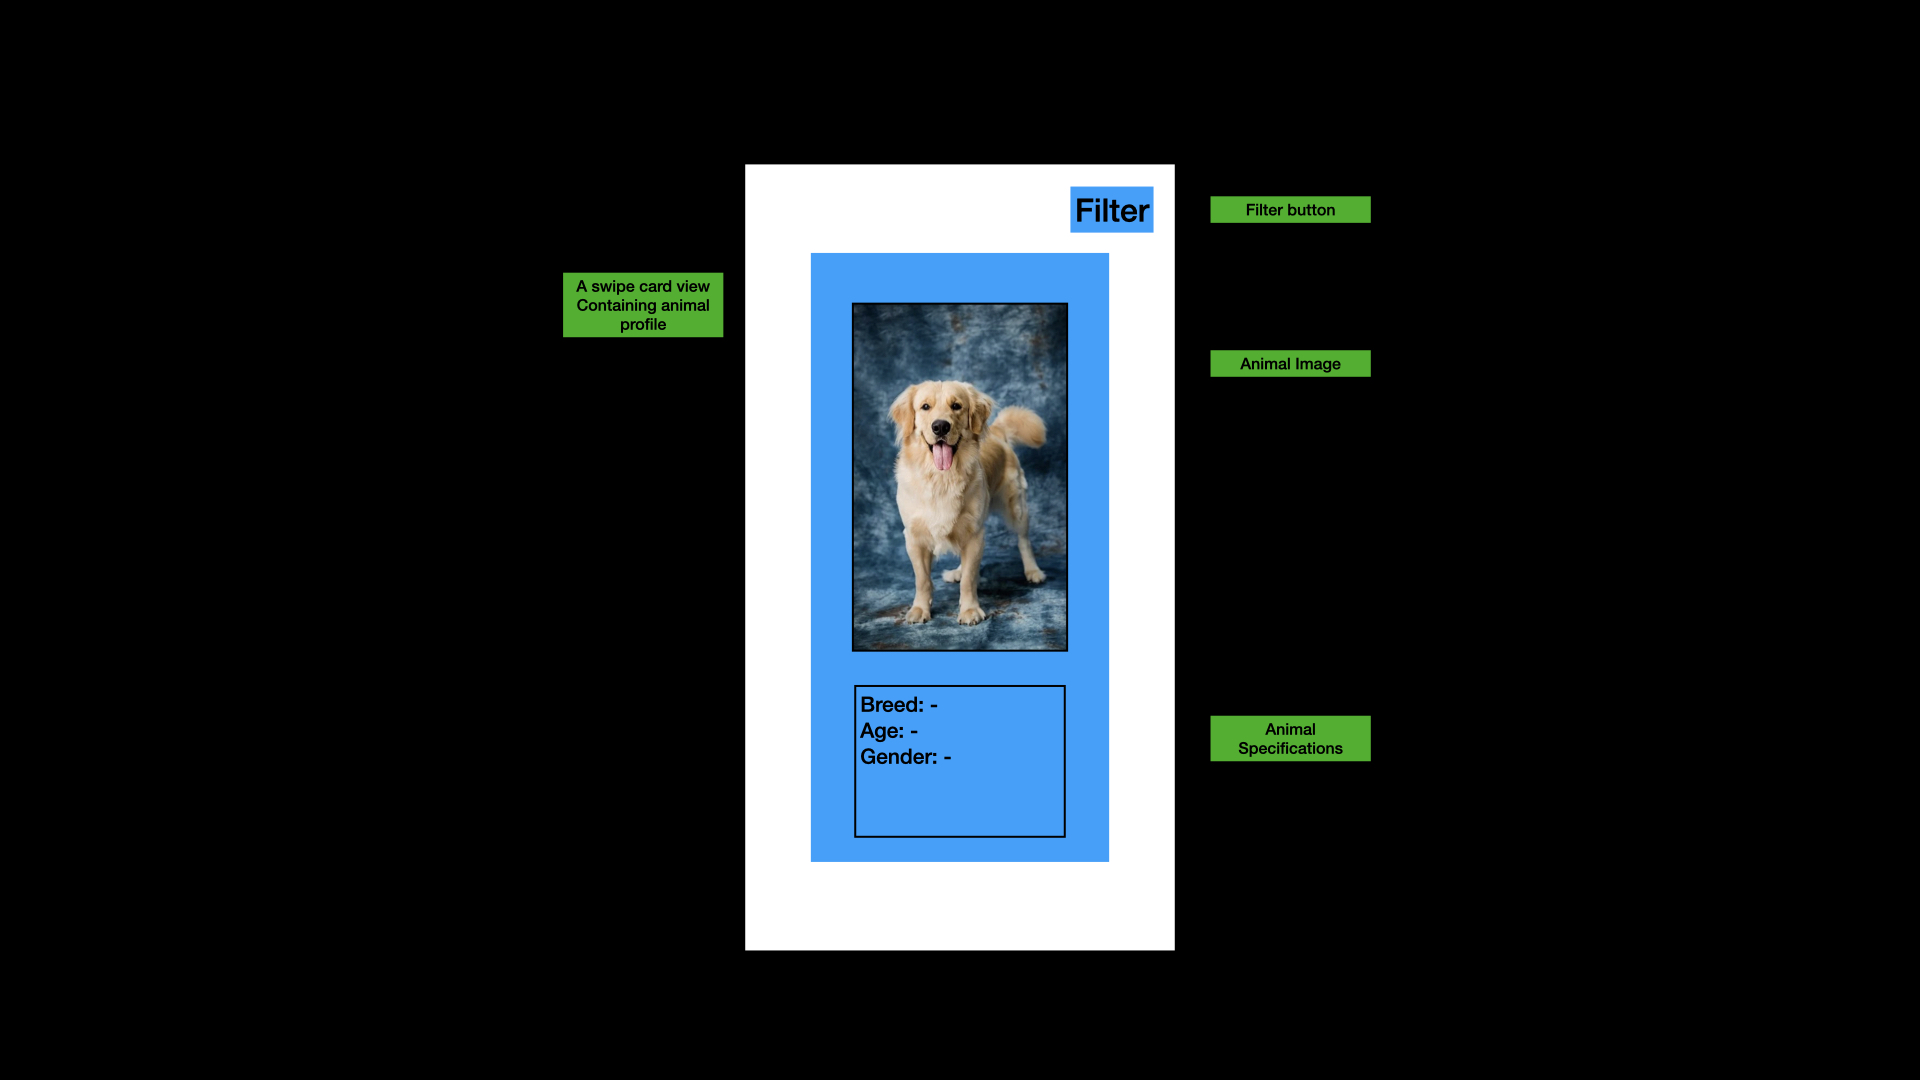 Filter
Filter button
A swipe card view
Containing animal
profile
Animal Image
Breed: -
Age: -
Gender: -
Animal
Specifications